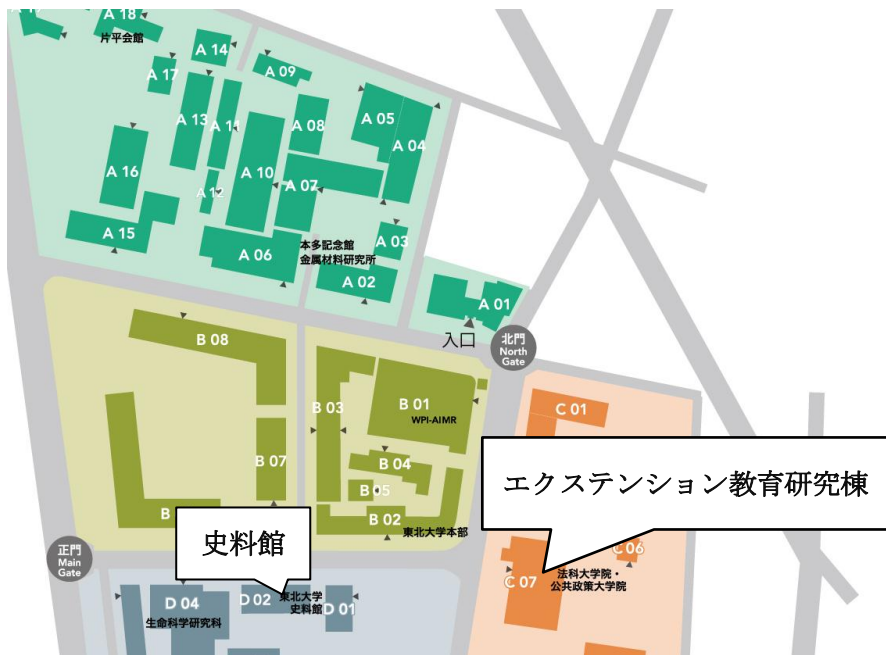 A 18
片平会館
A 14
A 17
A 09
A 13
A 11
A 08
A 05
A 04
A 16
A 10
A 12
A 07
A 15
A 06
本多記念館
金属材料研究所
A 03
A 02
A 01
入口
北門
North
Gate
B 08
B 03
B 01
WPI-AIMR
C 01
B 07
B 04
B 05
B 02
東北大学本部
B
エクステンション教育研究棟
史料館
正門
Main
Gate
C 06
C 07
法科大学院・
公共政策大学院
D 04
生命科学研究科
D 02
東北大学
史料館
D 01